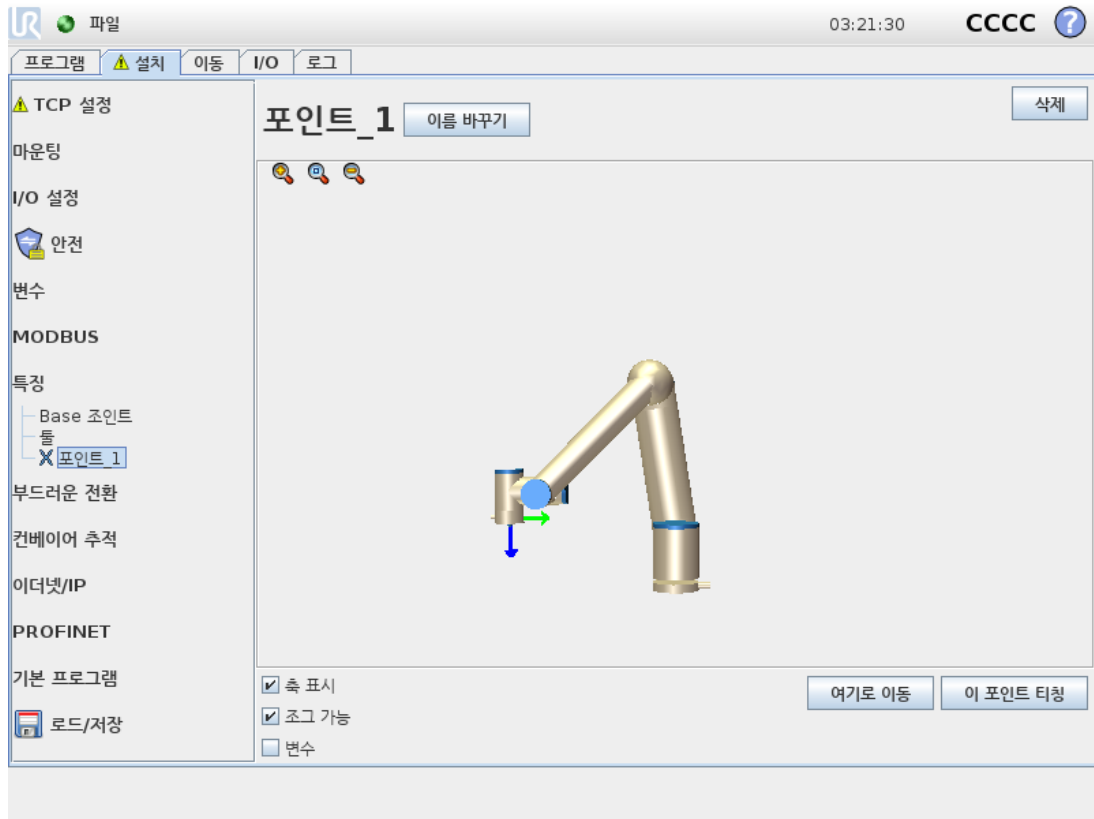 UR 파일 03:21:30 CCCC ?
프로그램 설치 이동 I/O 로그
TCP 설정
마운팅
I/O 설정
안전
변수
MODBUS
특징
Base 조인트
툴
포인트_1
부드러운 전환
컨베이어 추적
이더넷/IP
PROFINET
기본 프로그램
로드/저장
포인트_1 이름 바꾸기 삭제
축 표시
조그 가능
변수
여기로 이동 이 포인트 티칭